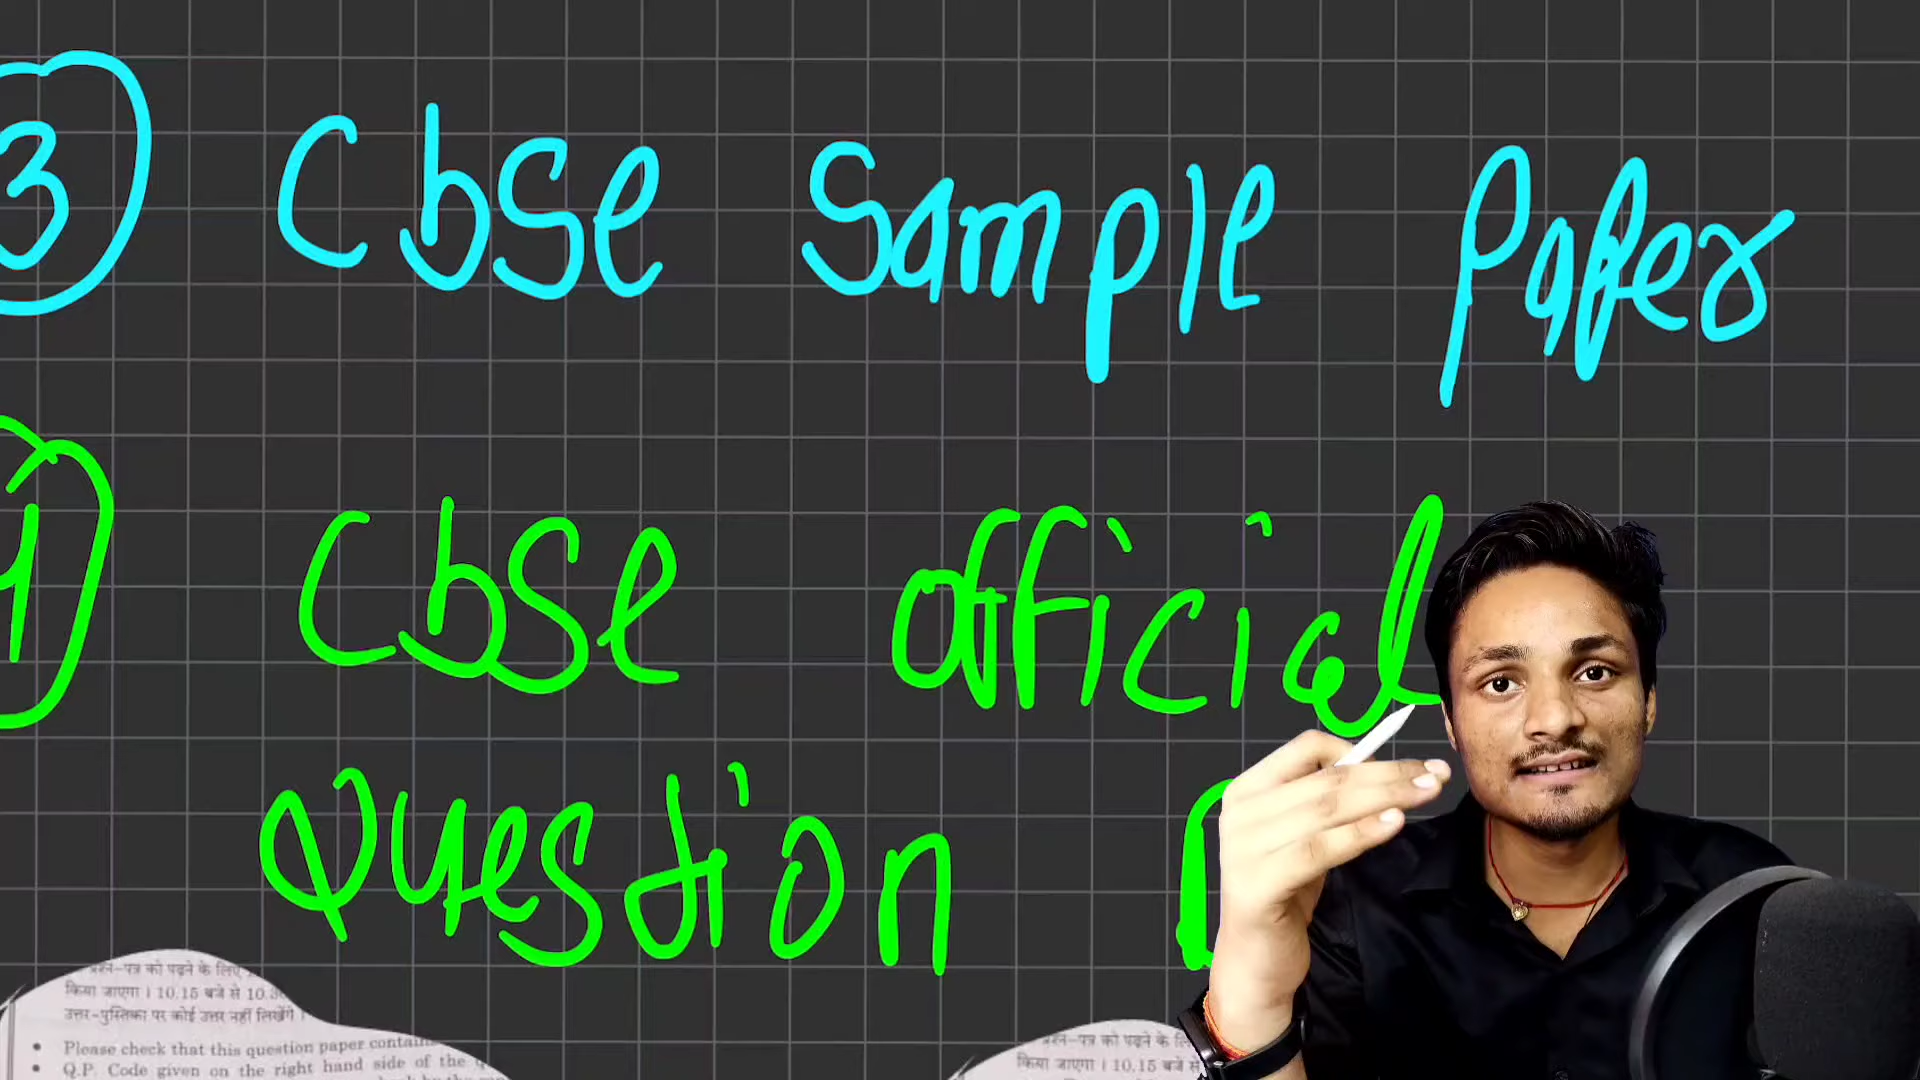 3 Cbse Sample Paper
Cbse official
Question
प्रश्न-पत्र को पढ़ने के लिए
किया जाएगा । 10.15 बजे से 10.30
उत्तर-पुस्तिका पर कोई उत्तर नहीं लिखेंगे ।
• Please check that this question paper contain
• Q.P. Code given on the right hand side of the
प्रश्न-पत्र को पढ़ने के
किया जाएगा । 10.15 बजे से